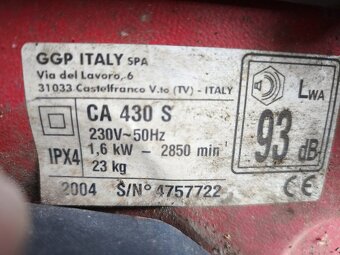 GGP ITALY SPA
Via del Lavoro, 6
31033 Castelfranco V.to (TV) - ITALY
CA 430 S
230V~50Hz
IPX4
1,6 kW - 2850 min
23 kg
2004 S/N° 4757722
LWA
93 dB
CE